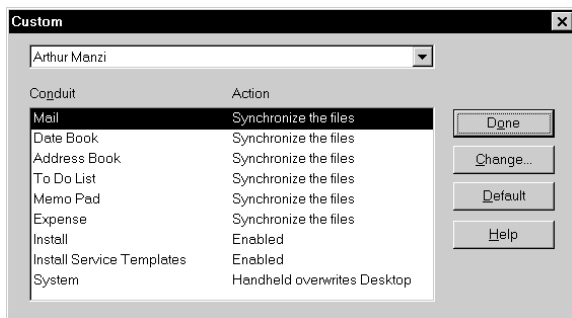 Custom
Arthur Manzi
Conduit Action
Mail Synchronize the files
Date Book Synchronize the files
Address Book Synchronize the files
To Do List Synchronize the files
Memo Pad Synchronize the files
Expense Synchronize the files
Install Enabled
Install Service Templates Enabled
System Handheld overwrites Desktop
Done
Change...
Default
Help